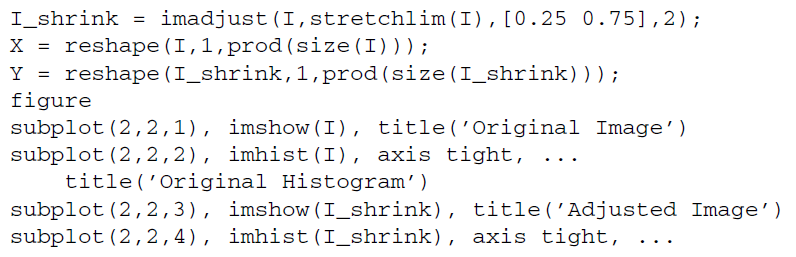 I_shrink = imadjust(I,stretchlim(I),[0.25 0.75],2);
X = reshape(I,1,prod(size(I)));
Y = reshape(I_shrink,1,prod(size(I_shrink)));
figure
subplot(2,2,1), imshow(I), title(’Original Image’)
subplot(2,2,2), imhist(I), axis tight, ...
    title(’Original Histogram’)
subplot(2,2,3), imshow(I_shrink), title(’Adjusted Image’)
subplot(2,2,4), imhist(I_shrink), axis tight, ...